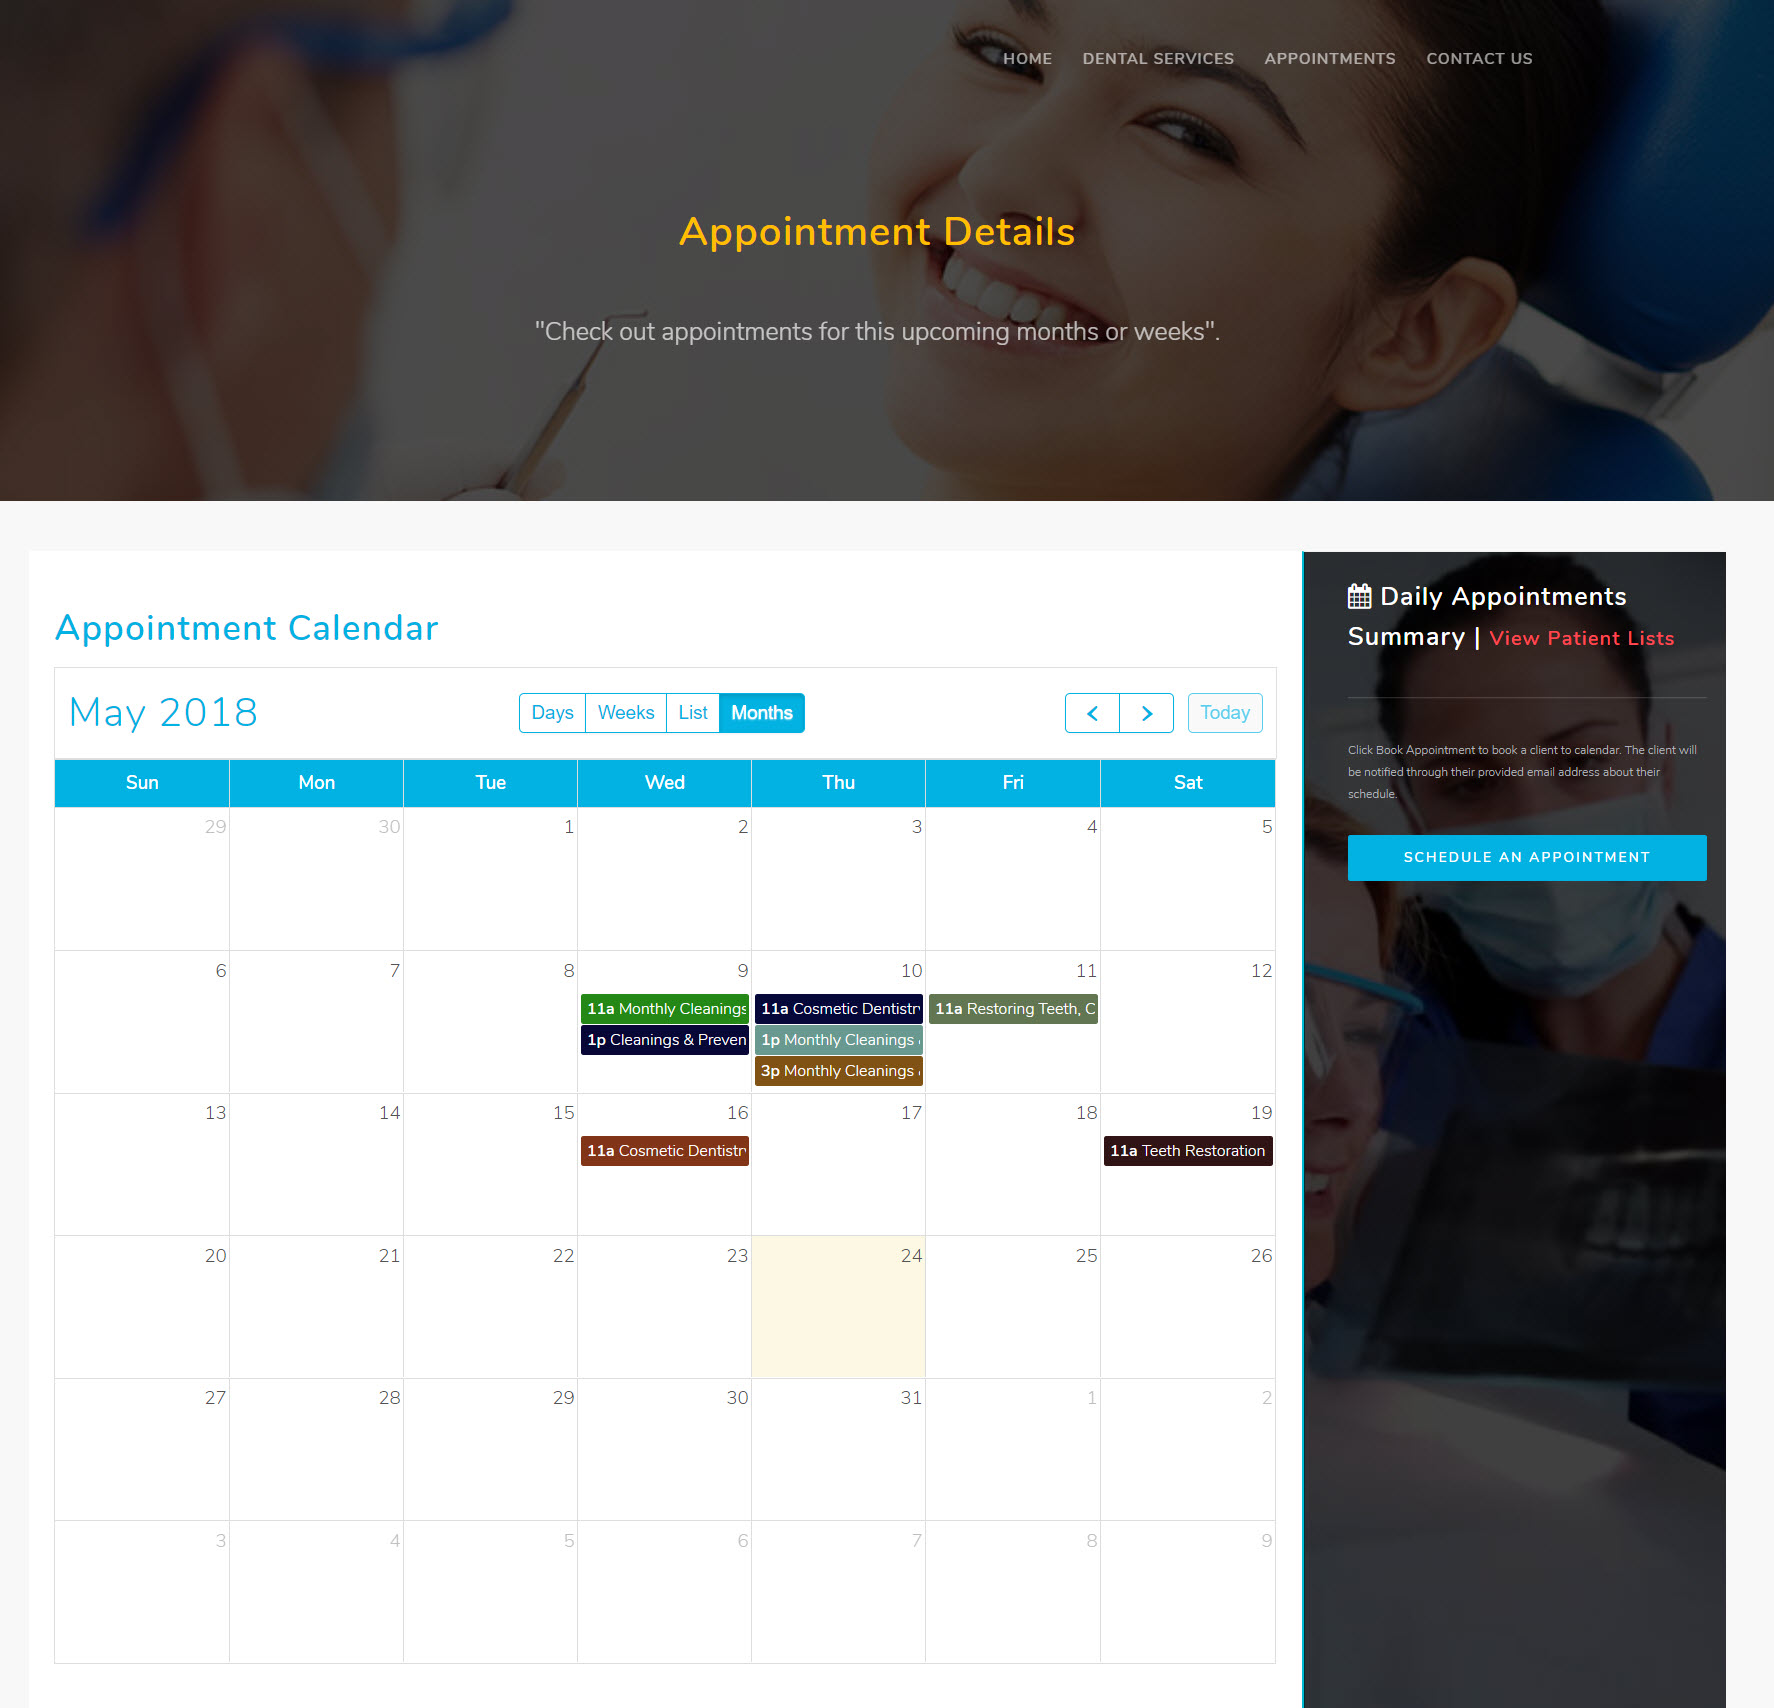 HOME DENTAL SERVICES APPOINTMENTS CONTACT US
Appointment Details
"Check out appointments for this upcoming months or weeks".
Appointment Calendar
May 2018 Days Weeks List Months Today
Sun Mon Tue Wed Thu Fri Sat
29 30 1 2 3 4 5
6 7 8 9 10 11 12
11a Monthly Cleanings 11a Cosmetic Dentistr 11a Restoring Teeth, C
1p Cleanings & Preven 1p Monthly Cleanings
3p Monthly Cleanings
13 14 15 16 17 18 19
11a Cosmetic Dentistr 11a Teeth Restoration
20 21 22 23 24 25 26
27 28 29 30 31 1 2
3 4 5 6 7 8 9
Daily Appointments
Summary | View Patient Lists
Click Book Appointment to book a client to calendar. The client will
be notified through their provided email address about their
schedule.
SCHEDULE AN APPOINTMENT